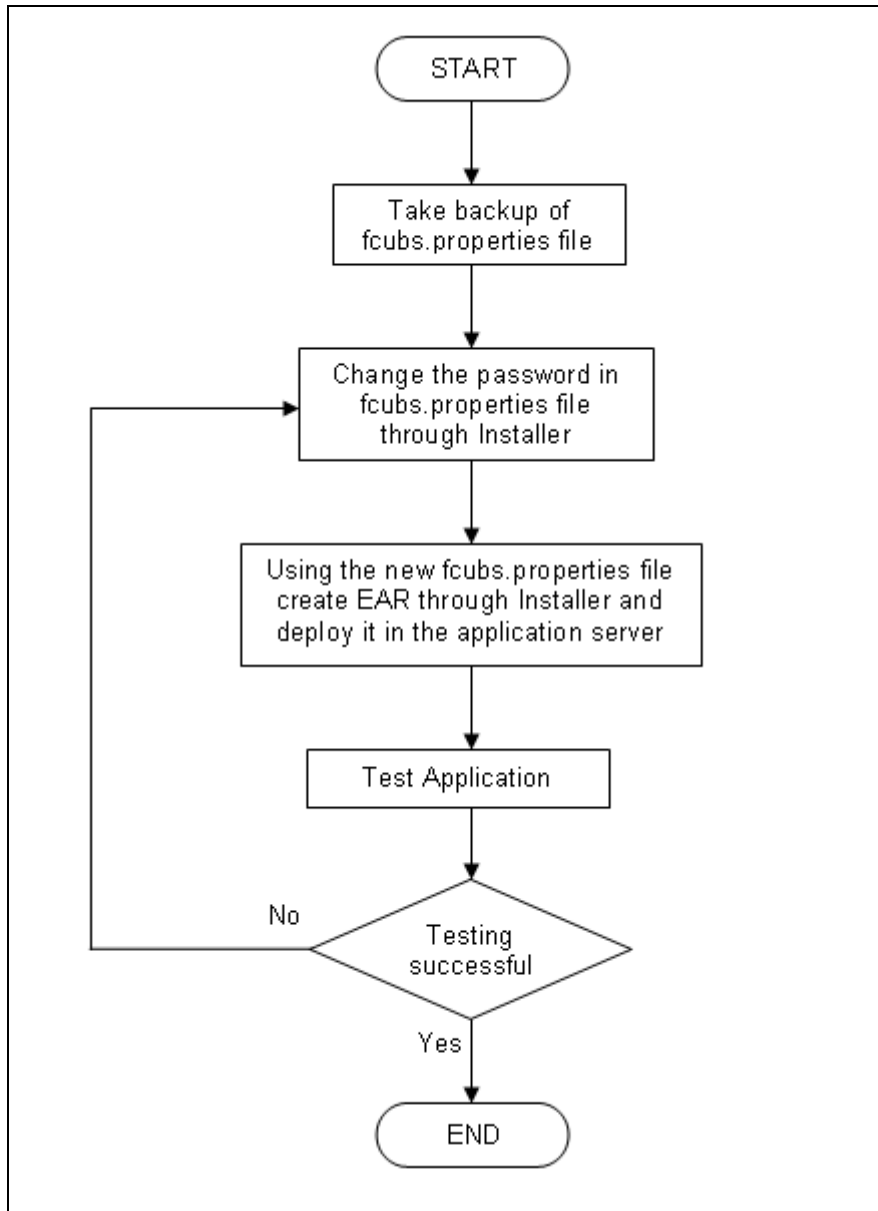 START
Take backup of
fcubs.properties file
Change the password in
fcubs.properties file
through Installer
Using the new fcubs.properties file
create EAR through Installer and
deploy it in the application server
Test Application
No
Testing
successful
Yes
END